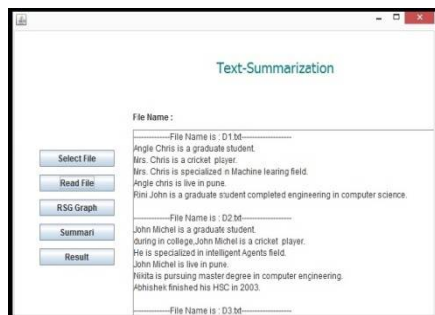 Text-Summarization
File Name :
Select File
Read File
RSG Graph
Summari
Result
--------------File Name is : D1.txt--------------------
Angle Chris is a graduate student.
Mrs. Chris is a cricket player.
Mrs. Chris is specialized n Machine learing field.
Angle chris is live in pune.
Rini John is a graduate student completed engineering in computer science.
--------------File Name is : D2.txt--------------------
John Michel is a graduate student.
during in college,John Michel is a cricket player.
He is specialized in intelligent Agents field.
John Michel is live in pune.
Nikita is pursuing master degree in computer engineering.
Abhishek finished his HSC in 2003.
--------------File Name is : D3.txt--------------------